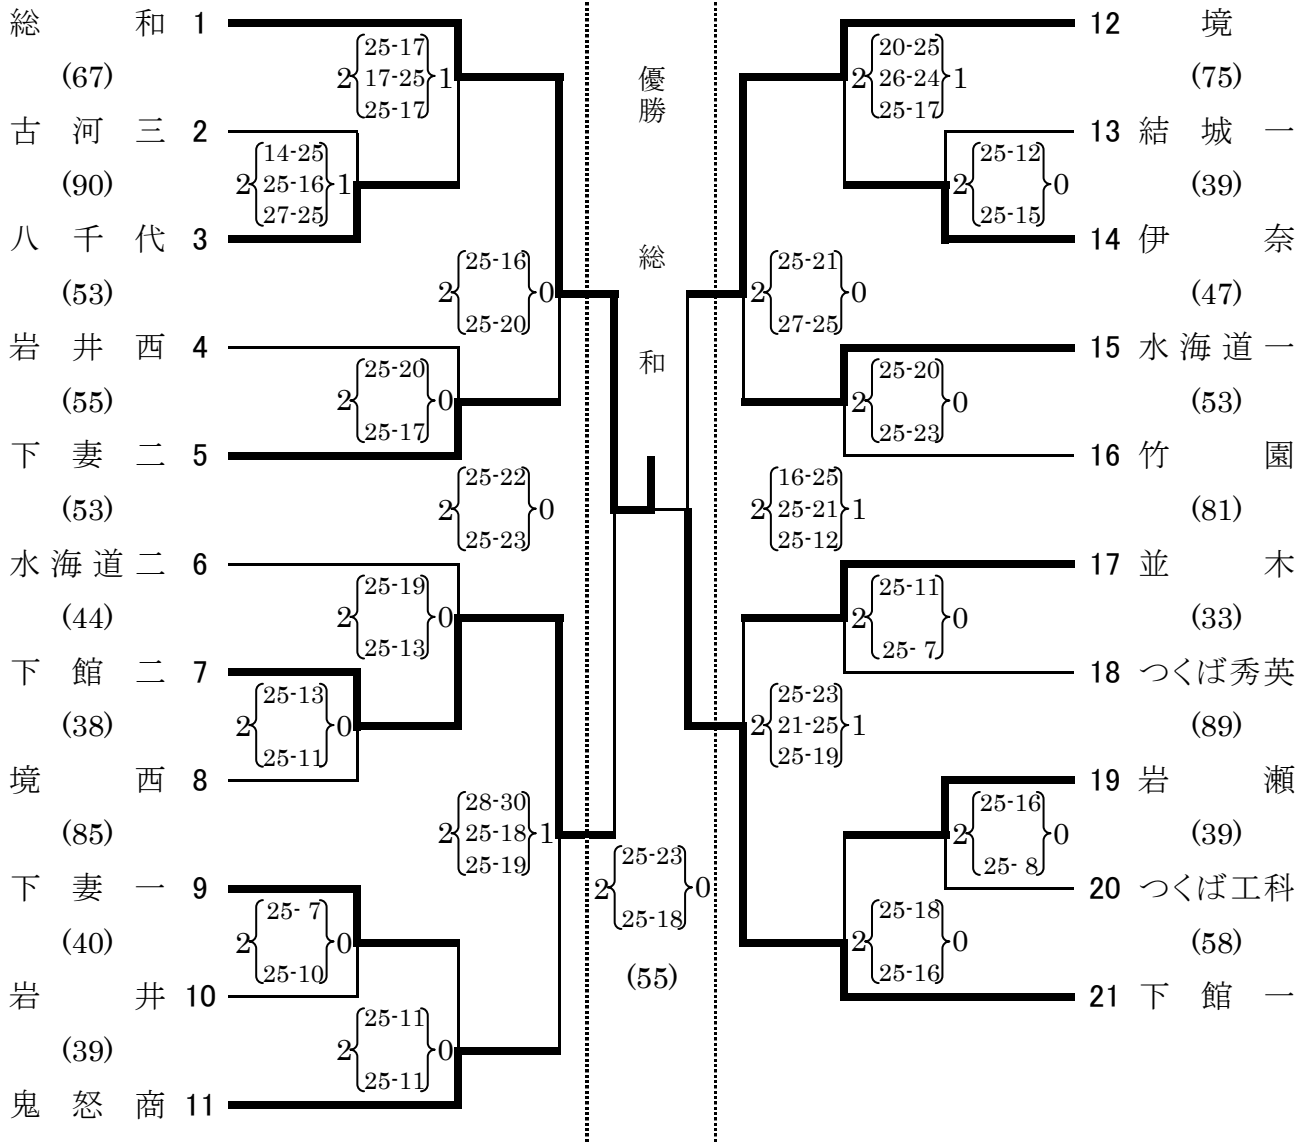 総和 1
(67)
古河三 2
(90)
八千代 3
(53)
岩井西 4
(55)
下妻二 5
(53)
水海道二 6
(44)
下館二 7
(38)
境西 8
(85)
下妻一 9
(40)
岩井 10
(39)
鬼怒商 11
25-17
2 17-25 1
25-17
14-25
2 25-16 1
27-25
25-16
2 0
25-20
25-20
2 0
25-17
25-22
2 0
25-23
25-19
2 0
25-13
25-13
2 0
25-11
28-30
2 25-18 1
25-19
25- 7
2 0
25-10
25-11
2 0
25-11
優勝
総和
25-23
2 0
25-18
(55)
20-25
2 26-24 1
25-17
25-12
2 0
25-15
25-21
2 0
27-25
25-20
2 0
25-23
16-25
2 25-21 1
25-12
25-11
2 0
25- 7
25-23
2 21-25 1
25-19
25-16
2 0
25- 8
25-18
2 0
25-16
12 境
(75)
13 結城一
(39)
14 伊奈
(47)
15 水海道一
(53)
16 竹園
(81)
17 並木
(33)
18 つくば秀英
(89)
19 岩瀬
(39)
20 つくば工科
(58)
21 下館一